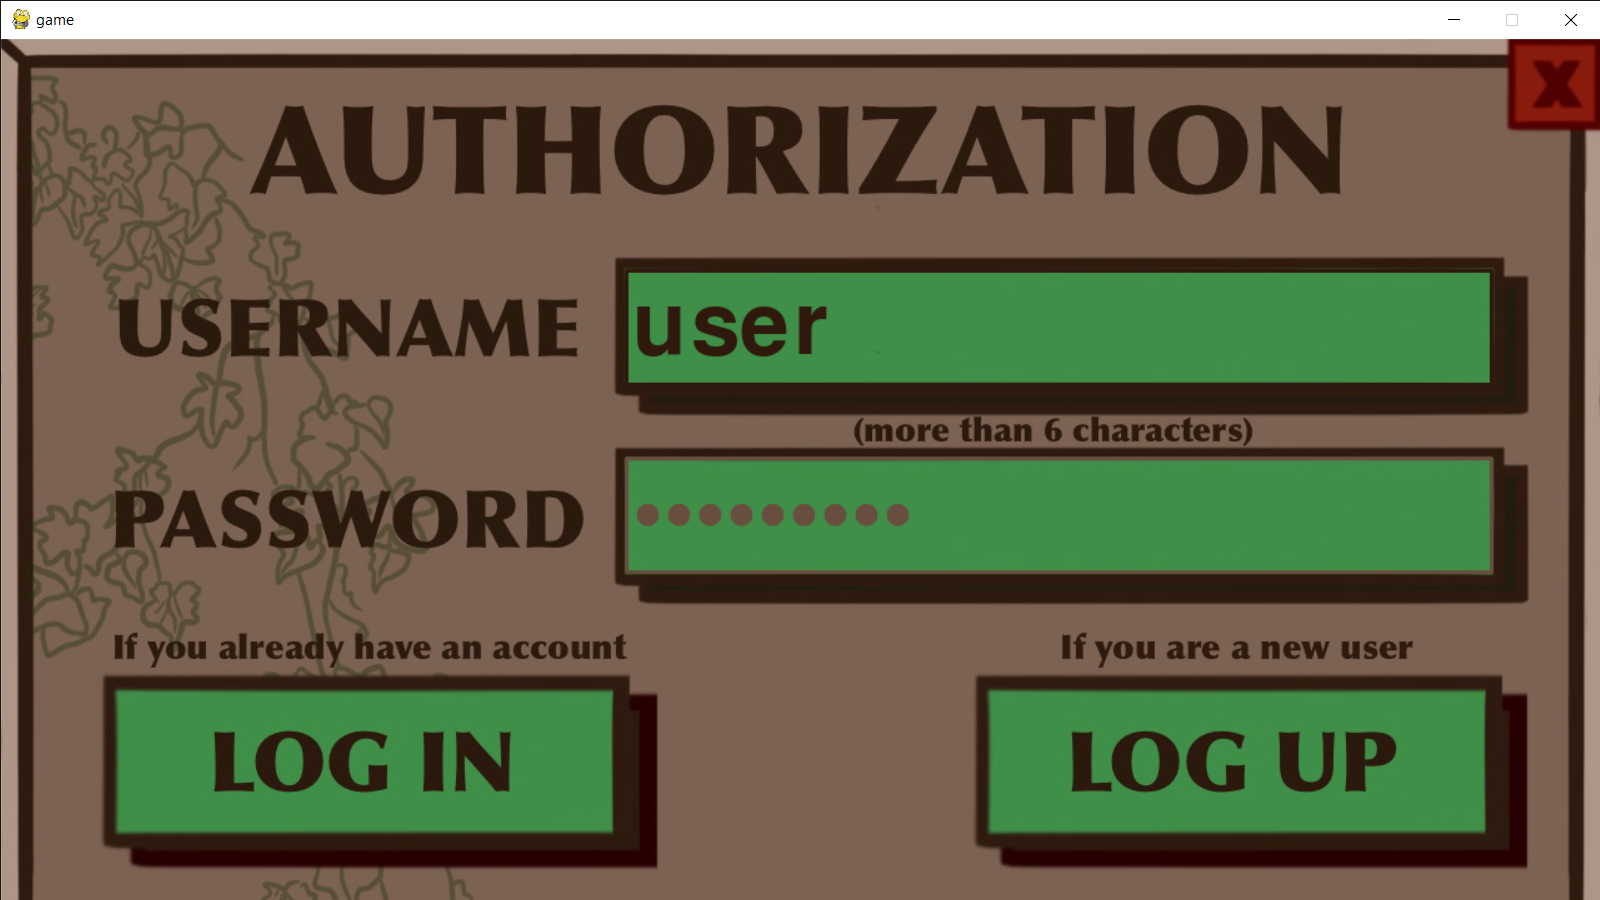 game
X
AUTHORIZATION
USERNAME user
(more than 6 characters)
PASSWORD ●●●●●●●●●
If you already have an account
If you are a new user
LOG IN
LOG UP